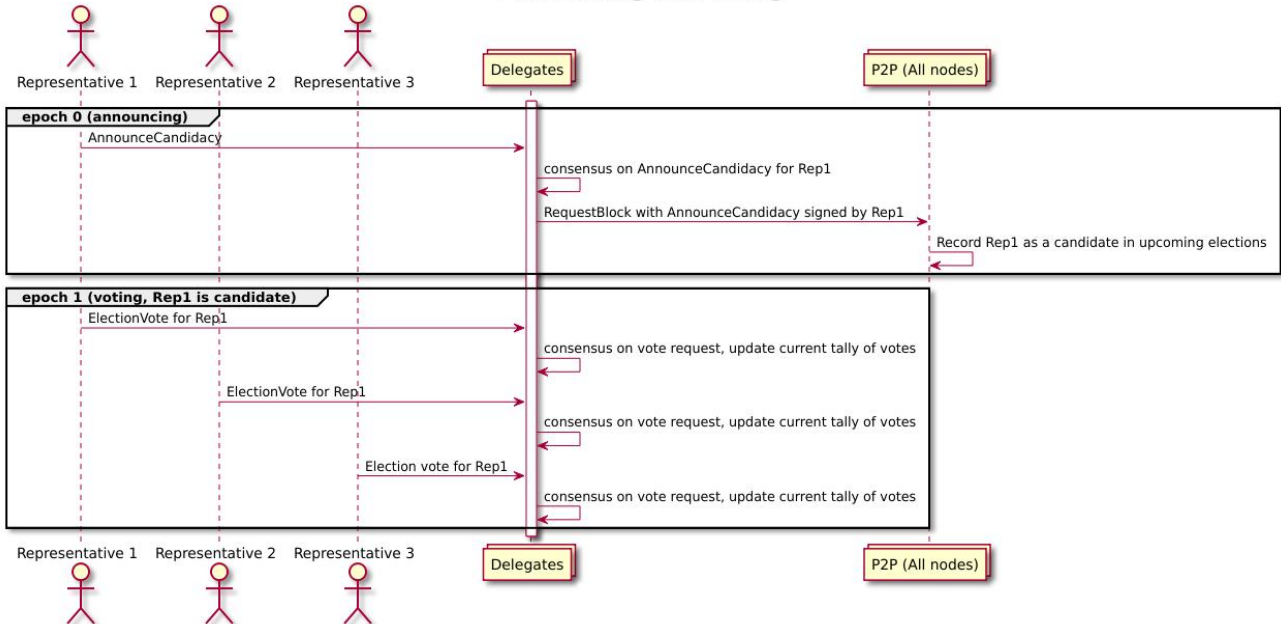 Representative 1 Representative 2 Representative 3
Delegates
P2P (All nodes)
epoch 0 (announcing)
AnnounceCandidacy
consensus on AnnounceCandidacy for Rep1
RequestBlock with AnnounceCandidacy signed by Rep1
Record Rep1 as a candidate in upcoming elections
epoch 1 (voting, Rep1 is candidate)
ElectionVote for Rep1
consensus on vote request, update current tally of votes
ElectionVote for Rep1
consensus on vote request, update current tally of votes
Election vote for Rep1
consensus on vote request, update current tally of votes
Representative 1 Representative 2 Representative 3
Delegates
P2P (All nodes)